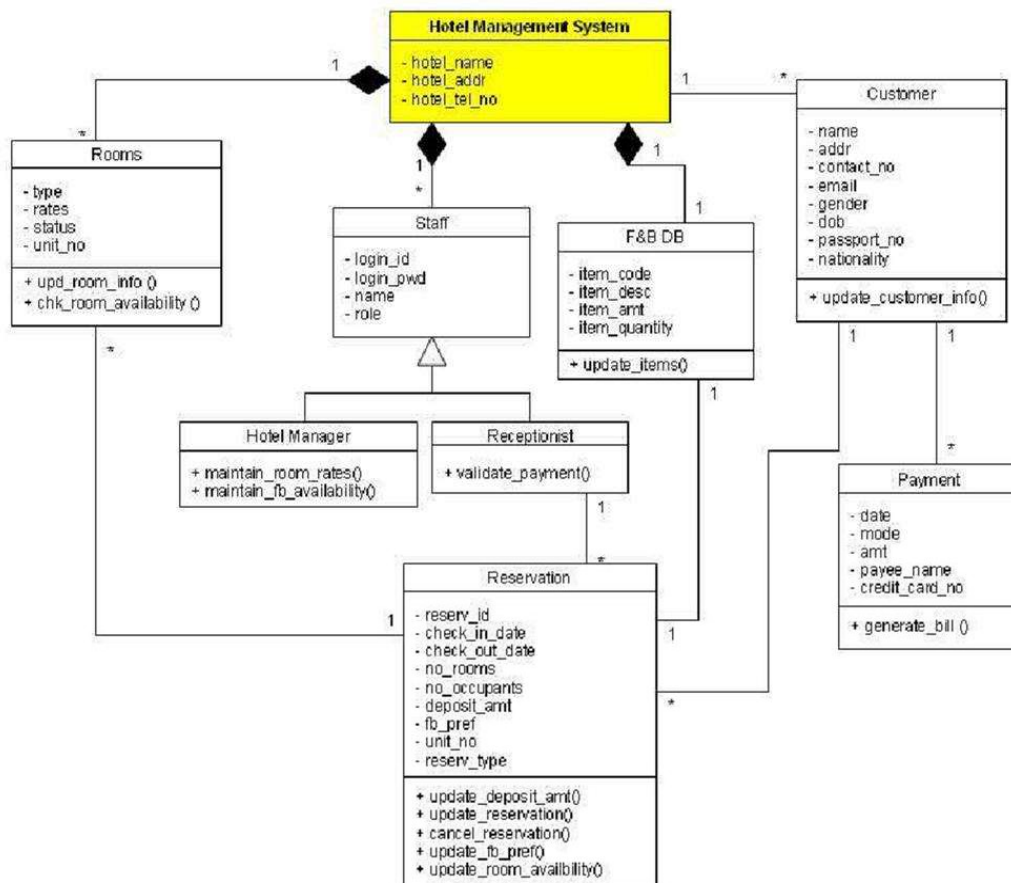 Hotel Management System
- hotel_name
- hotel_addr
- hotel_tel_no
1
1
*
1
1
*
*
1
1
Rooms
- type
- rates
- status
- unit_no
+ upd_room_info ()
+ chk_room_availability ()
*
Staff
- login_id
- login_pwd
- name
- role
F&B DB
- item_code
- item_desc
- item_amt
- item_quantity
+ update_items()
1
Customer
- name
- addr
- contact_no
- email
- gender
- dob
- passport_no
- nationality
+ update_customer_info()
1
1
Hotel Manager
+ maintain_room_rates()
+ maintain_fb_availability()
Receptionist
+ validate_payment()
1
*
*
Payment
- date
- mode
- amt
- payee_name
- credit_card_no
+ generate_bill ()
Reservation
- reserv_id
- check_in_date
- check_out_date
- no_rooms
- no_occupants
- deposit_amt
- fb_pref
- unit_no
- reserv_type
+ update_deposit_amt()
+ update_reservation()
+ cancel_reservation()
+ update_fb_pref()
+ update_room_availbility()
1
1
*